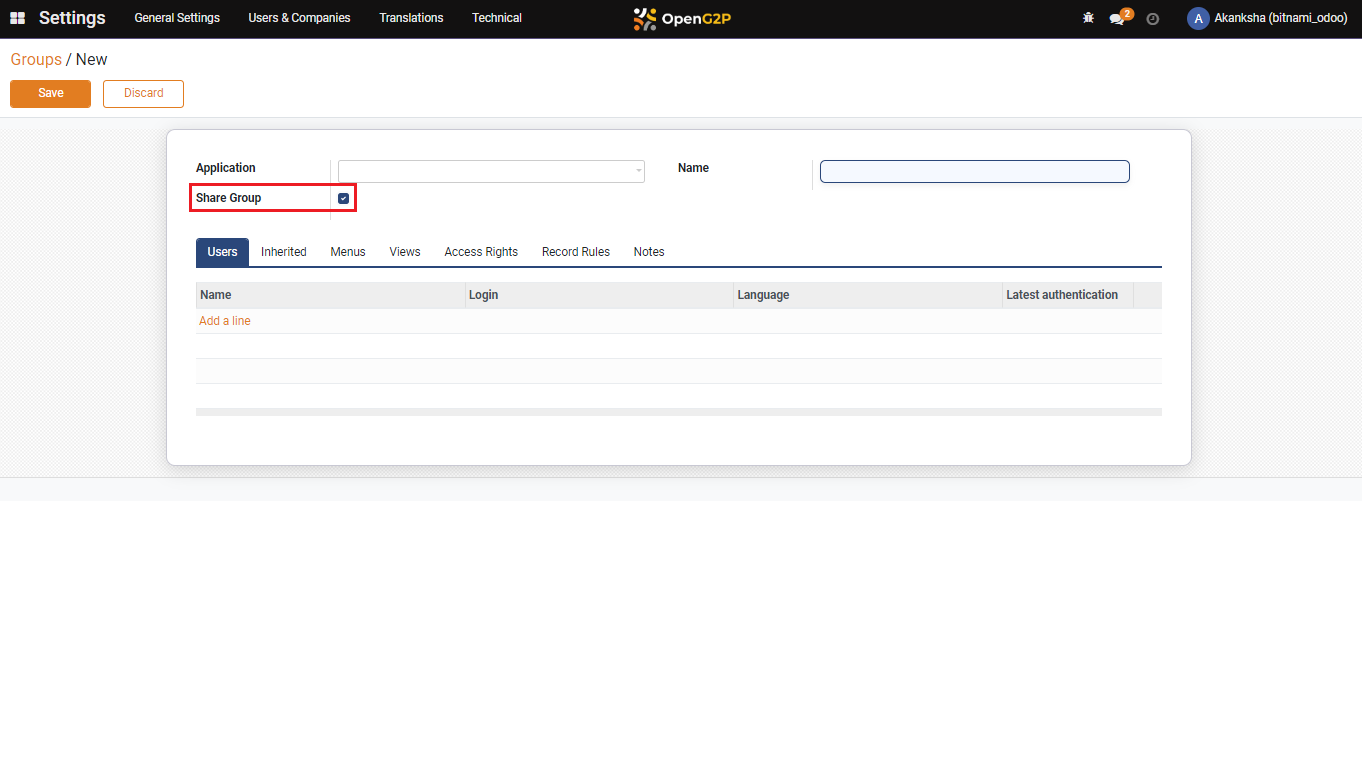 Settings General Settings Users & Companies Translations Technical OpenG2P 2 A Akanksha (bitnami_odoo)
Groups / New
Save Discard
Application Name
Share Group
Users Inherited Menus Views Access Rights Record Rules Notes
Name Login Language Latest authentication
Add a line